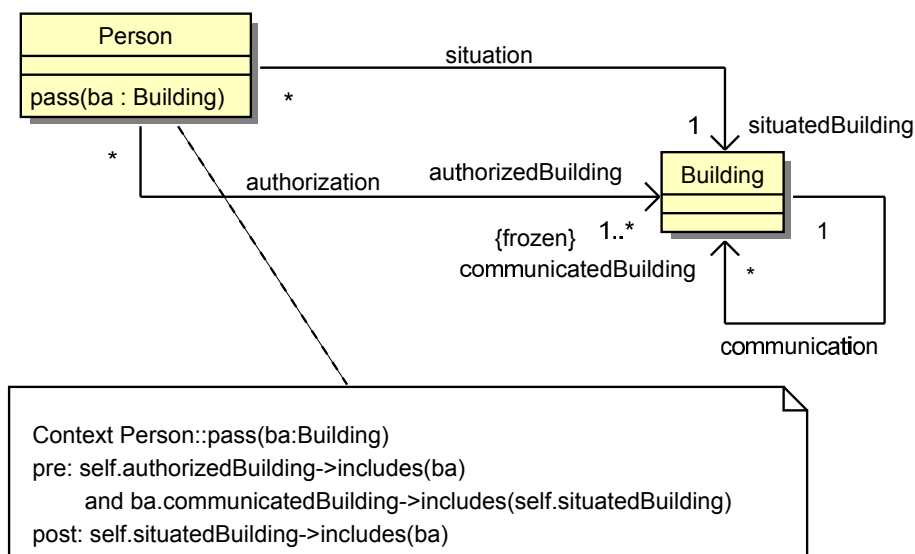 Person
pass(ba : Building)
situation
*
1
situatedBuilding
*
authorization
authorizedBuilding
Building
{frozen}
1..*
1
communicatedBuilding
*
communication
Context Person::pass(ba:Building)
pre: self.authorizedBuilding->includes(ba)
and ba.communicatedBuilding->includes(self.situatedBuilding)
post: self.situatedBuilding->includes(ba)